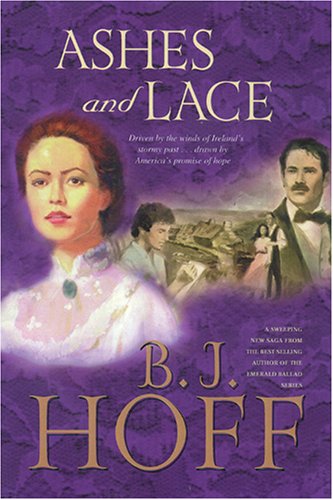 ASHES
and LACE
Driven by the winds of Ireland's
stormy past . . . drawn by
America's promise of hope
A SWEEPING
NEW SAGA FROM
THE BEST-SELLING
AUTHOR OF THE
EMERALD BALLAD
SERIES
B. J.
HOFF